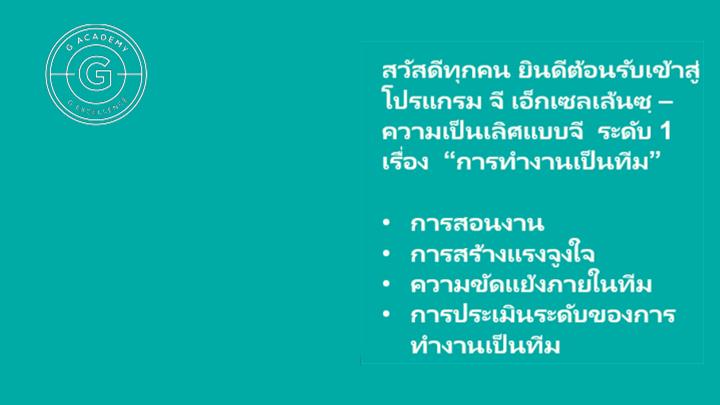 G ACADEMY
G
G EXCELLENCE
สวัสดีทุกคน ยินดีต้อนรับเข้าสู่
โปรแกรม จี เอ็กเซลเล้นซฺ –
ความเป็นเลิศแบบจี ระดับ 1
เรื่อง “การทำงานเป็นทีม”
• การสอนงาน
• การสร้างแรงจูงใจ
• ความขัดแย้งภายในทีม
• การประเมินระดับของการ
ทำงานเป็นทีม